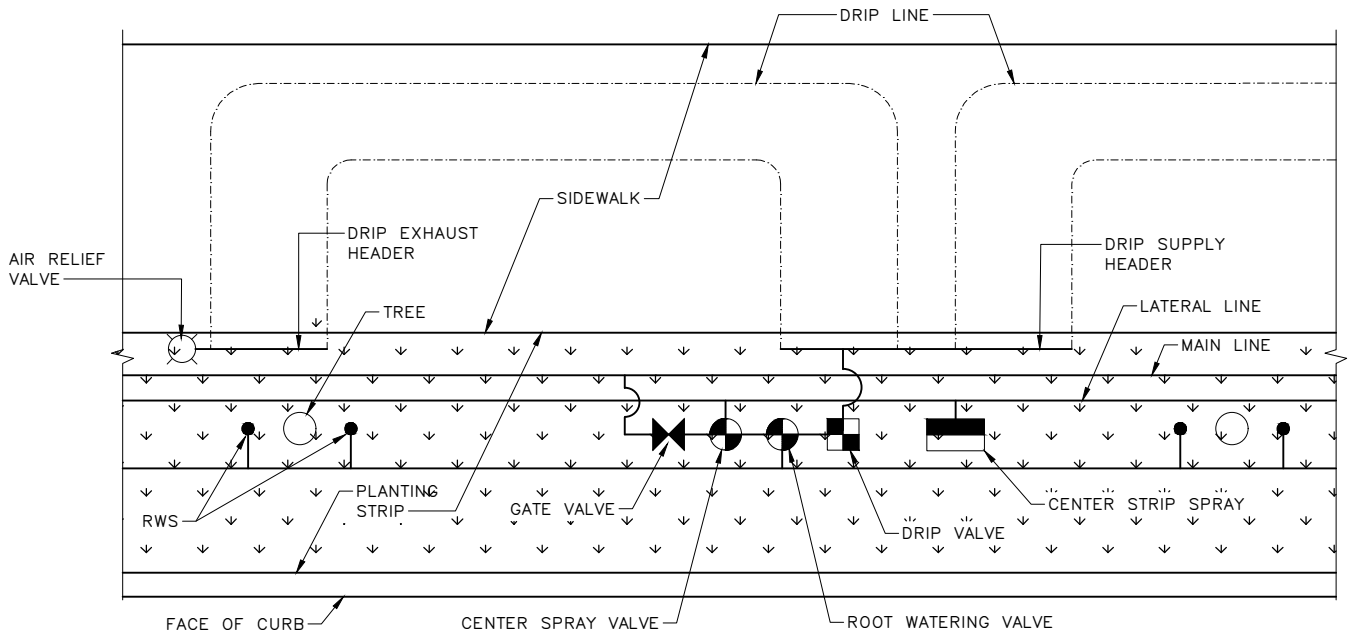 DRIP LINE
SIDEWALK
DRIP EXHAUST
HEADER
DRIP SUPPLY
HEADER
AIR RELIEF
VALVE
TREE
LATERAL LINE
MAIN LINE
PLANTING
STRIP
RWS
GATE VALVE
CENTER STRIP SPRAY
DRIP VALVE
FACE OF CURB
CENTER SPRAY VALVE
ROOT WATERING VALVE